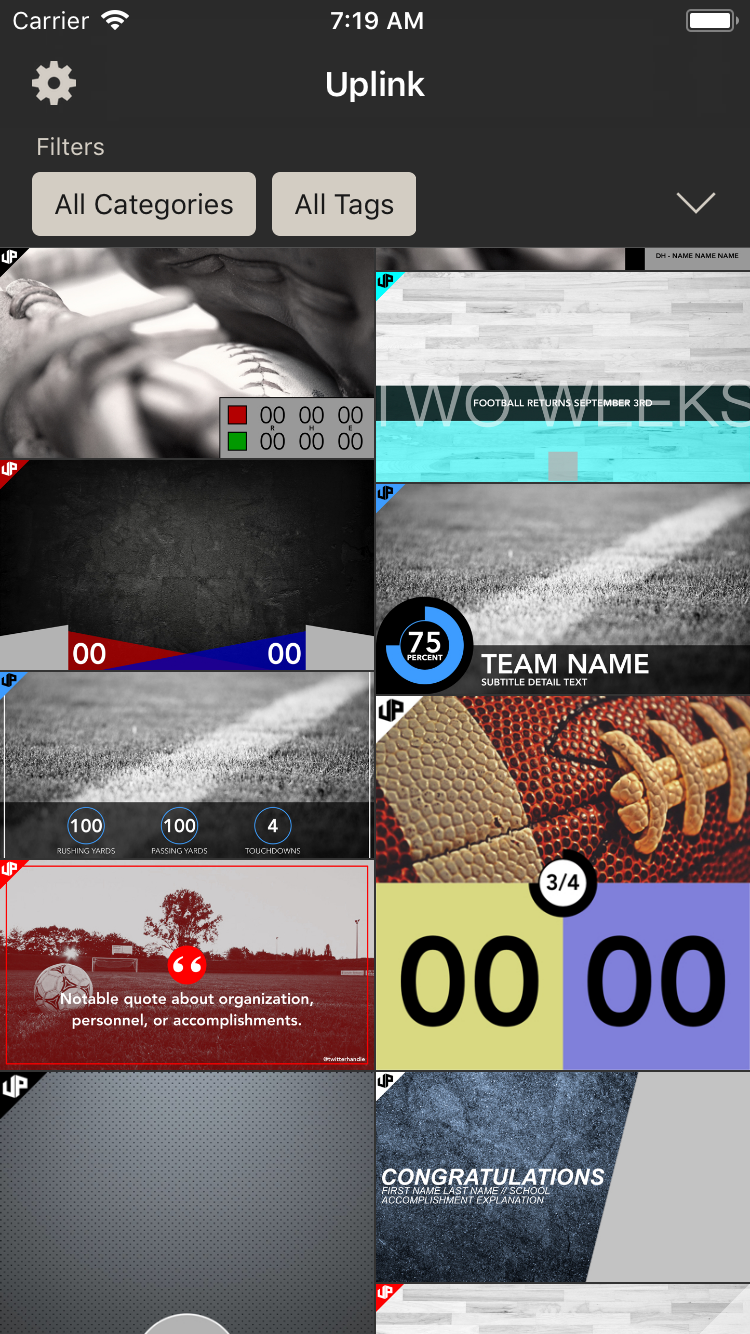 Carrier
7:19 AM
Uplink
Filters
All Categories
All Tags
UP
00 00 00
R H E
00 00 00
DH - NAME NAME NAME
UP
TWO WEEKS
FOOTBALL RETURNS SEPTEMBER 3RD
UP
00
00
UP
75
PERCENT
TEAM NAME
SUBTITLE DETAIL TEXT
UP
100
100
4
RUSHING YARDS
PASSING YARDS
TOUCHDOWNS
UP
3/4
00
00
UP
Notable quote about organization,
personnel, or accomplishments.
@twitterhandle
UP
UP
CONGRATULATIONS
FIRST NAME LAST NAME // SCHOOL
ACCOMPLISHMENT EXPLANATION
UP